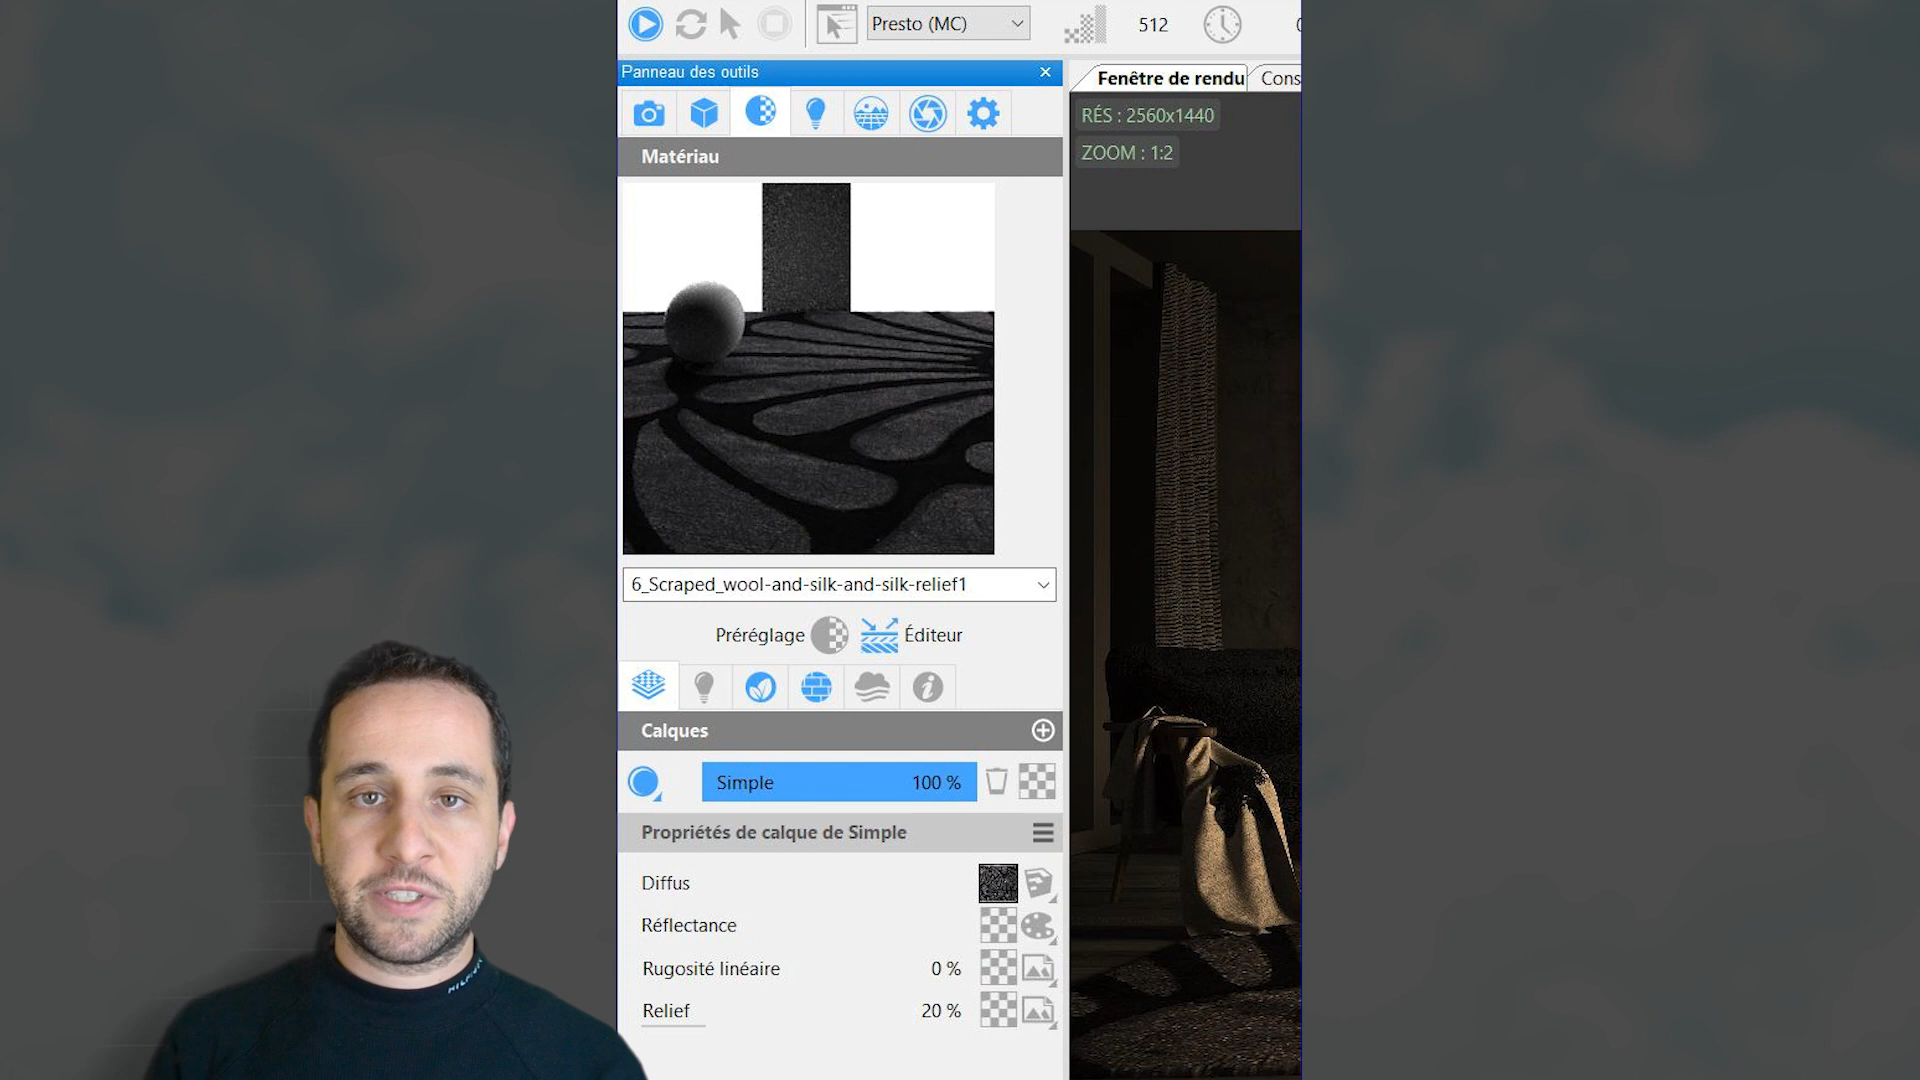 Presto (MC)
512
Panneau des outils
Fenêtre de rendu
Cons
RÉS : 2560x1440
ZOOM : 1:2
Matériau
6_Scraped_wool-and-silk-and-silk-relief1
Préréglage
Éditeur
Calques
Simple 100 %
Propriétés de calque de Simple
Diffus
Réflectance
Rugosité linéaire 0 %
Relief 20 %